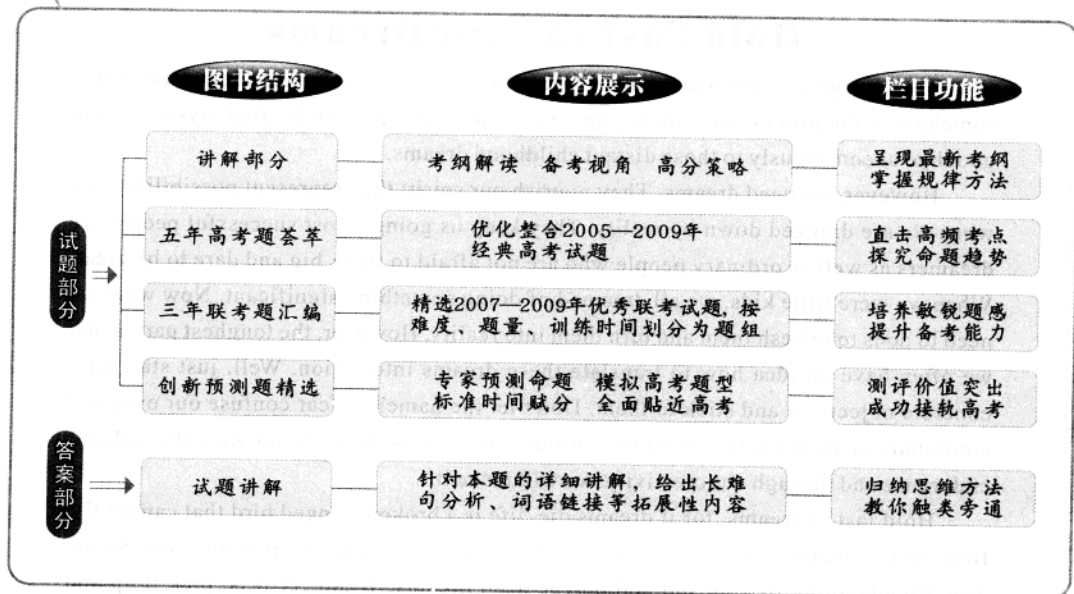 图书结构 内容展示 栏目功能
试题部分
讲解部分 考纲解读 备考视角 高分策略 呈现最新考纲
掌握规律方法
五年高考题荟萃 优化整合2005—2009年
经典高考试题 直击高频考点
探究命题趋势
三年联考题汇编 精选2007—2009年优秀联考试题,按
难度、题量、训练时间划分为题组 培养敏锐题感
提升备考能力
创新预测题精选 专家预测命题 模拟高考题型
标准时间赋分 全面贴近高考 测评价值突出
成功接轨高考
答案部分
试题讲解 针对本题的详细讲解,给出长难
句分析、词语链接等拓展性内容 归纳思维方法
教你触类旁通